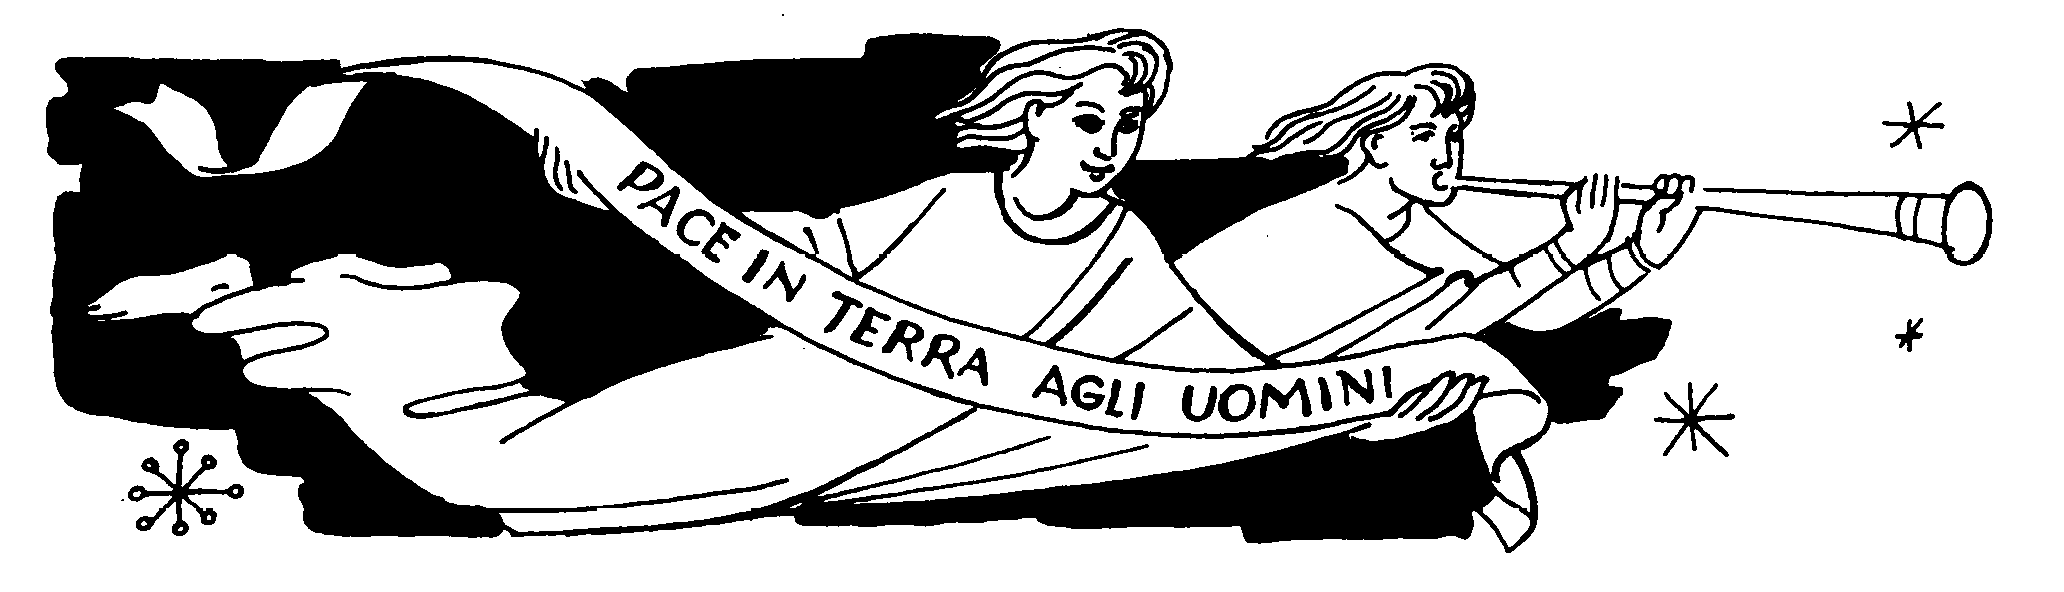 PACE IN TERRA AGLI UOMINI